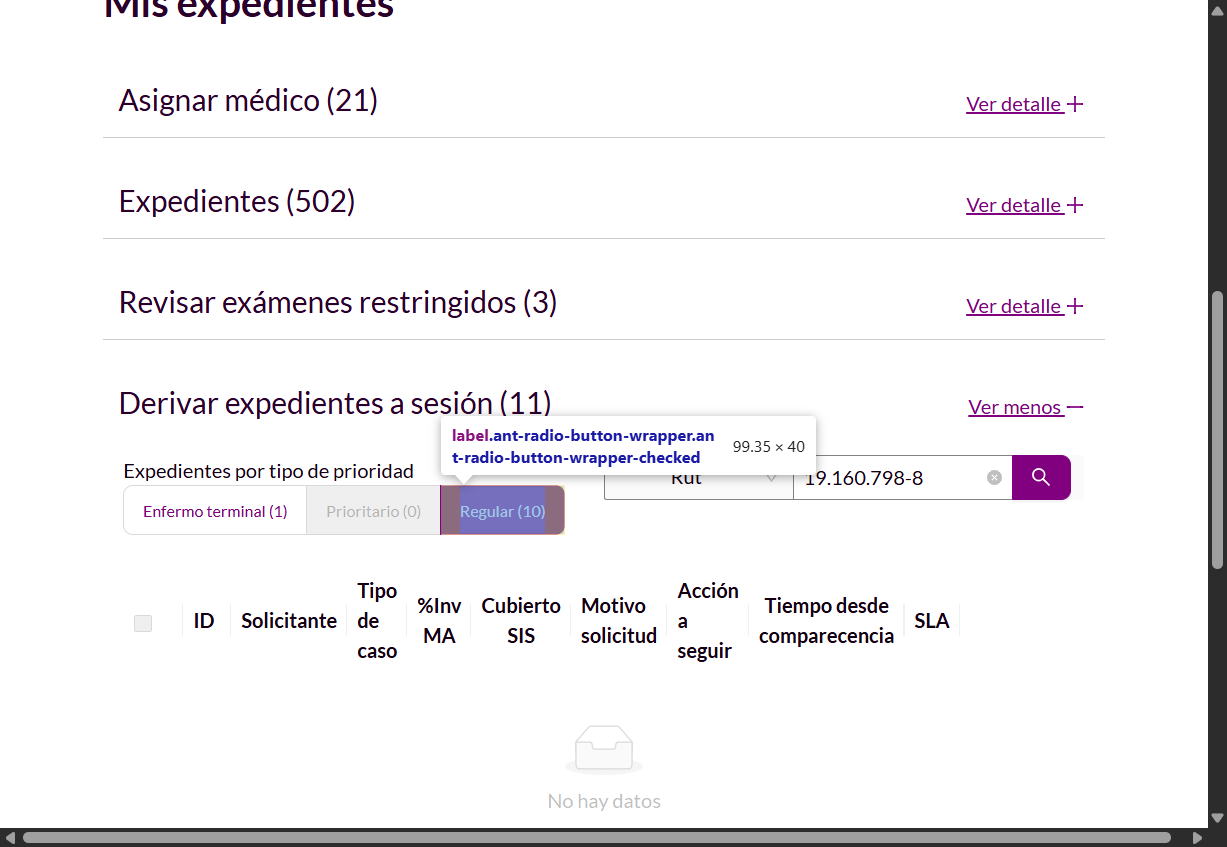 Mis expedientes
Asignar médico (21)
Ver detalle
Expedientes (502)
Ver detalle
Revisar exámenes restringidos (3)
Ver detalle
Derivar expedientes a sesión (11)
Ver menos
label.ant-radio-button-wrapper.an
t-radio-button-wrapper-checked
99.35 × 40
Expedientes por tipo de prioridad
Enfermo terminal (1)
Prioritario (0)
Regular (10)
Rut
19.160.798-8
ID
Solicitante
Tipo
de
caso
%Inv
MA
Cubierto
SIS
Motivo
solicitud
Acción
a
seguir
Tiempo desde
comparecencia
SLA
No hay datos